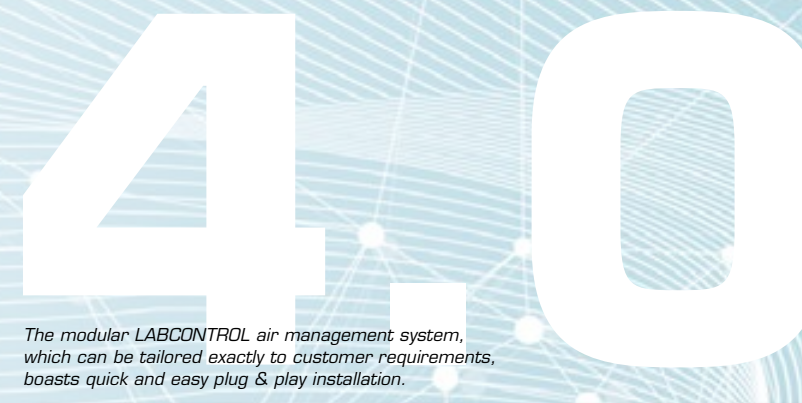 4.0
The modular LABCONTROL air management system,
which can be tailored exactly to customer requirements,
boasts quick and easy plug & play installation.